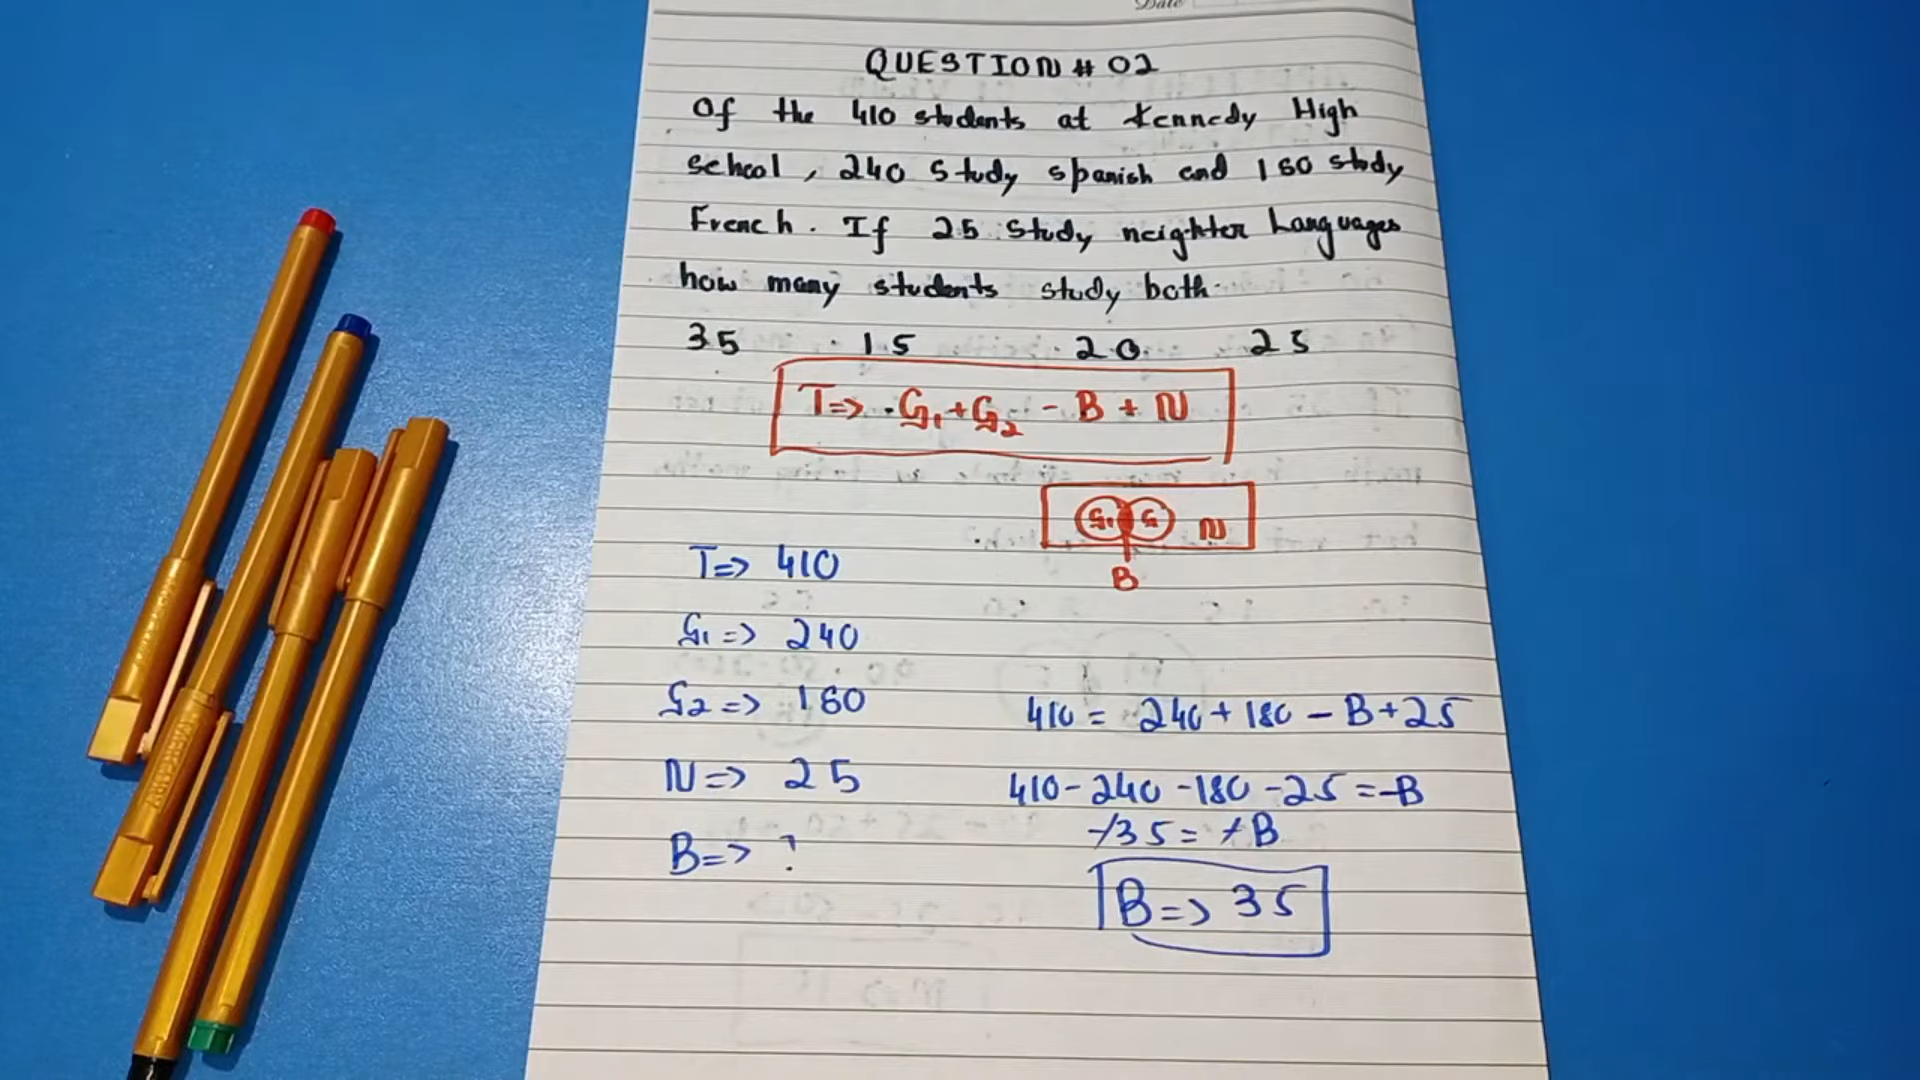 Date
QUESTION # 02
Of the 410 students at Kennedy High
school, 240 Study spanish and 180 study
French. If 25 Study neighter Languages
how many students study both.
35 15 20 25
T=> G1+G2 - B + N
G1 G N
B
T=> 410
G1=> 240
G2=> 180
410 = 240+180 - B+25
N=> 25
410-240-180-25=-B
-35=-B
B=> ?
B=> 35